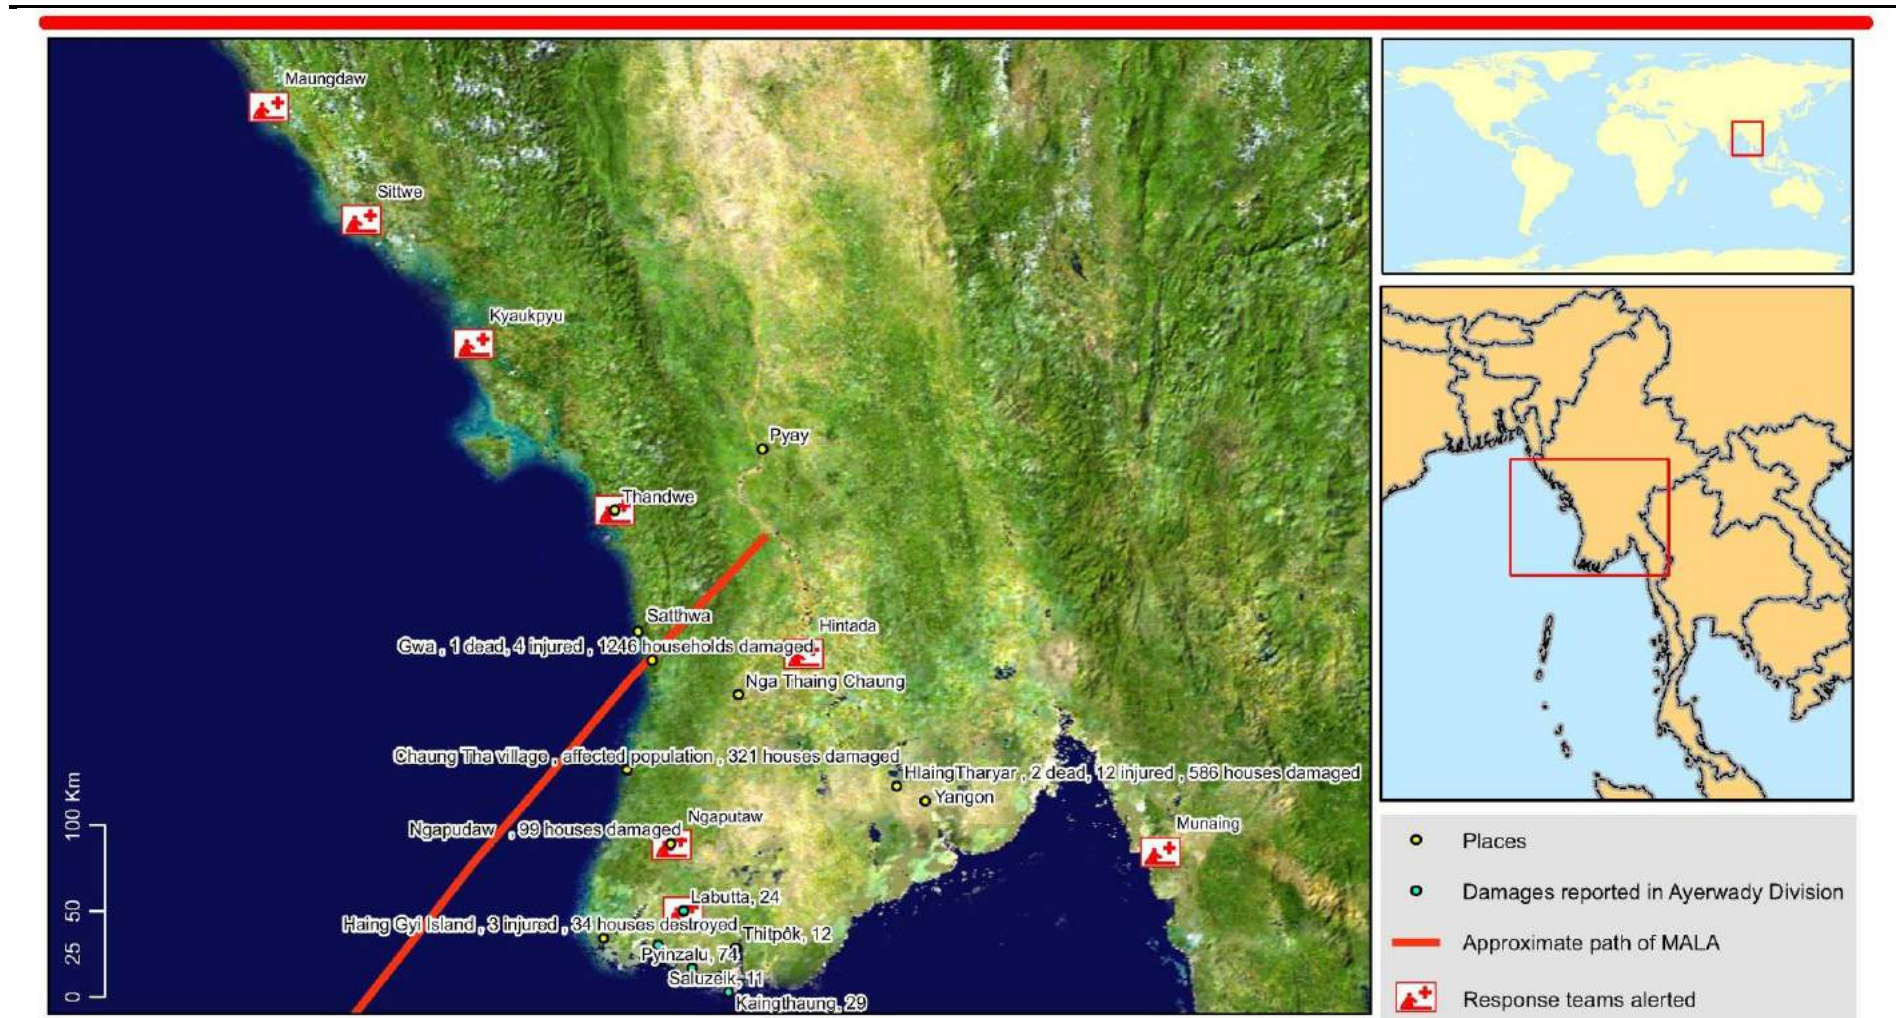 Maungdaw
Sittwe
Kyaukpyu
Pyay
Thandwe
Satthwa
Hintada
Gwa , 1 dead, 4 injured , 1246 households damaged
Nga Thaing Chaung
Chaung Tha village , affected population , 321 houses damaged
HlaingTharyar , 2 dead, 12 injured , 586 houses damaged
Yangon
Ngaputaw
Ngapudaw , 99 houses damaged
Munaing
Labutta, 24
Haing Gyi Island , 3 injured , 34 houses destroyed
Thitpôk, 12
Pyinzalu, 74
Saluzeik, 11
Kaingthaung, 29
100 Km
50
25
0
Places
Damages reported in Ayerwady Division
Approximate path of MALA
Response teams alerted